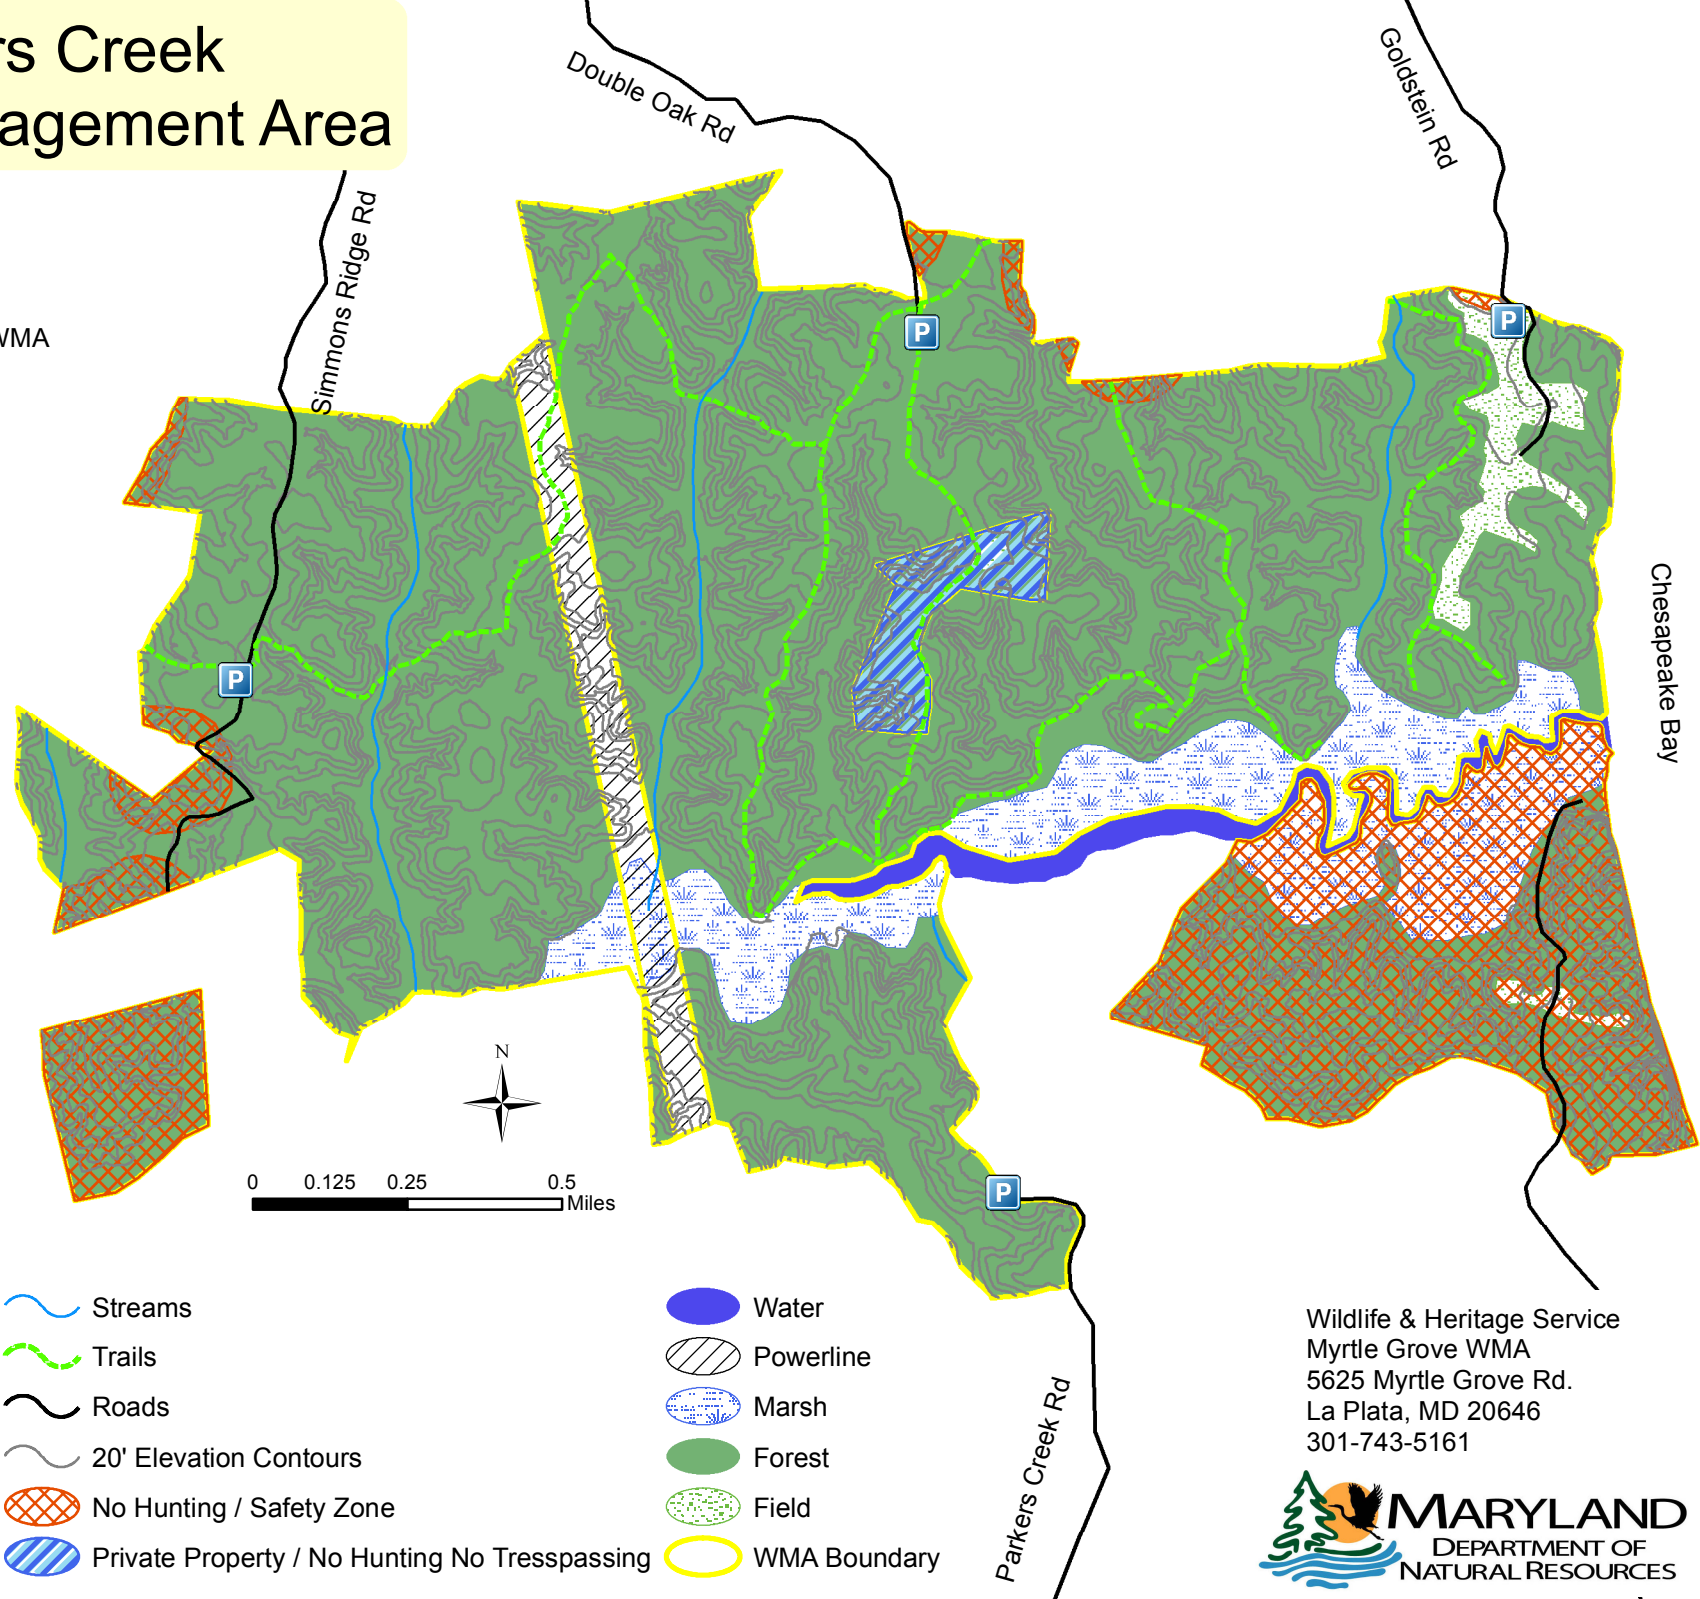 rs Creek
agement Area
Double Oak Rd
Goldstein Rd
Simmons Ridge Rd
WMA
P
P
P
P
Chesapeake Bay
N
0 0.125 0.25 0.5
Miles
Streams
Trails
Roads
20' Elevation Contours
No Hunting / Safety Zone
Private Property / No Hunting No Tresspassing
Water
Powerline
Marsh
Forest
Field
WMA Boundary
Parkers Creek Rd
Wildlife & Heritage Service
Myrtle Grove WMA
5625 Myrtle Grove Rd.
La Plata, MD 20646
301-743-5161
MARYLAND
DEPARTMENT OF
NATURAL RESOURCES